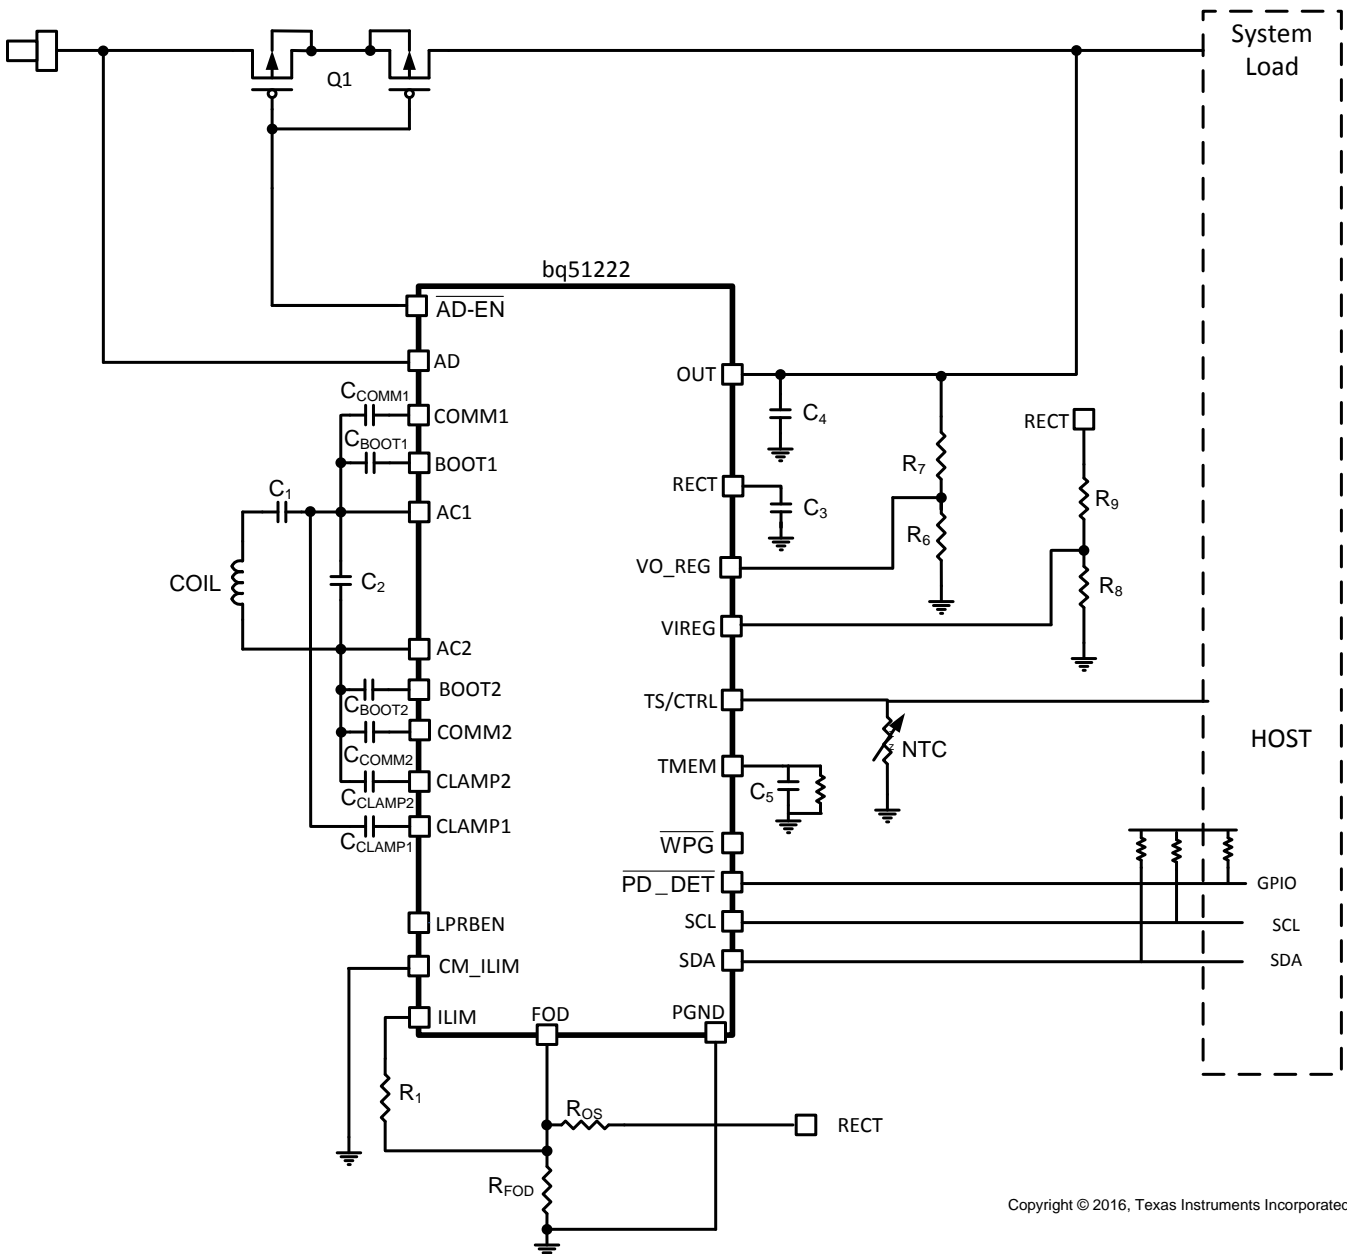 System
Load
Q1
bq51222
AD-EN
AD
OUT
CCOMM1
COMM1
C4
RECT
CBOOT1
BOOT1
R7
C1
RECT
R9
AC1
C3
R6
VO_REG
COIL
C2
R8
VIREG
AC2
BOOT2
TS/CTRL
CBOOT2
COMM2
NTC
HOST
CCOMM2
TMEM
CLAMP2
C5
CCLAMP2
CLAMP1
CCLAMP1
WPG
PD_DET
GPIO
LPRBEN
SCL
SCL
CM_ILIM
SDA
SDA
ILIM
FOD
PGND
R1
ROS
RECT
RFOD
Copyright © 2016, Texas Instruments Incorporated